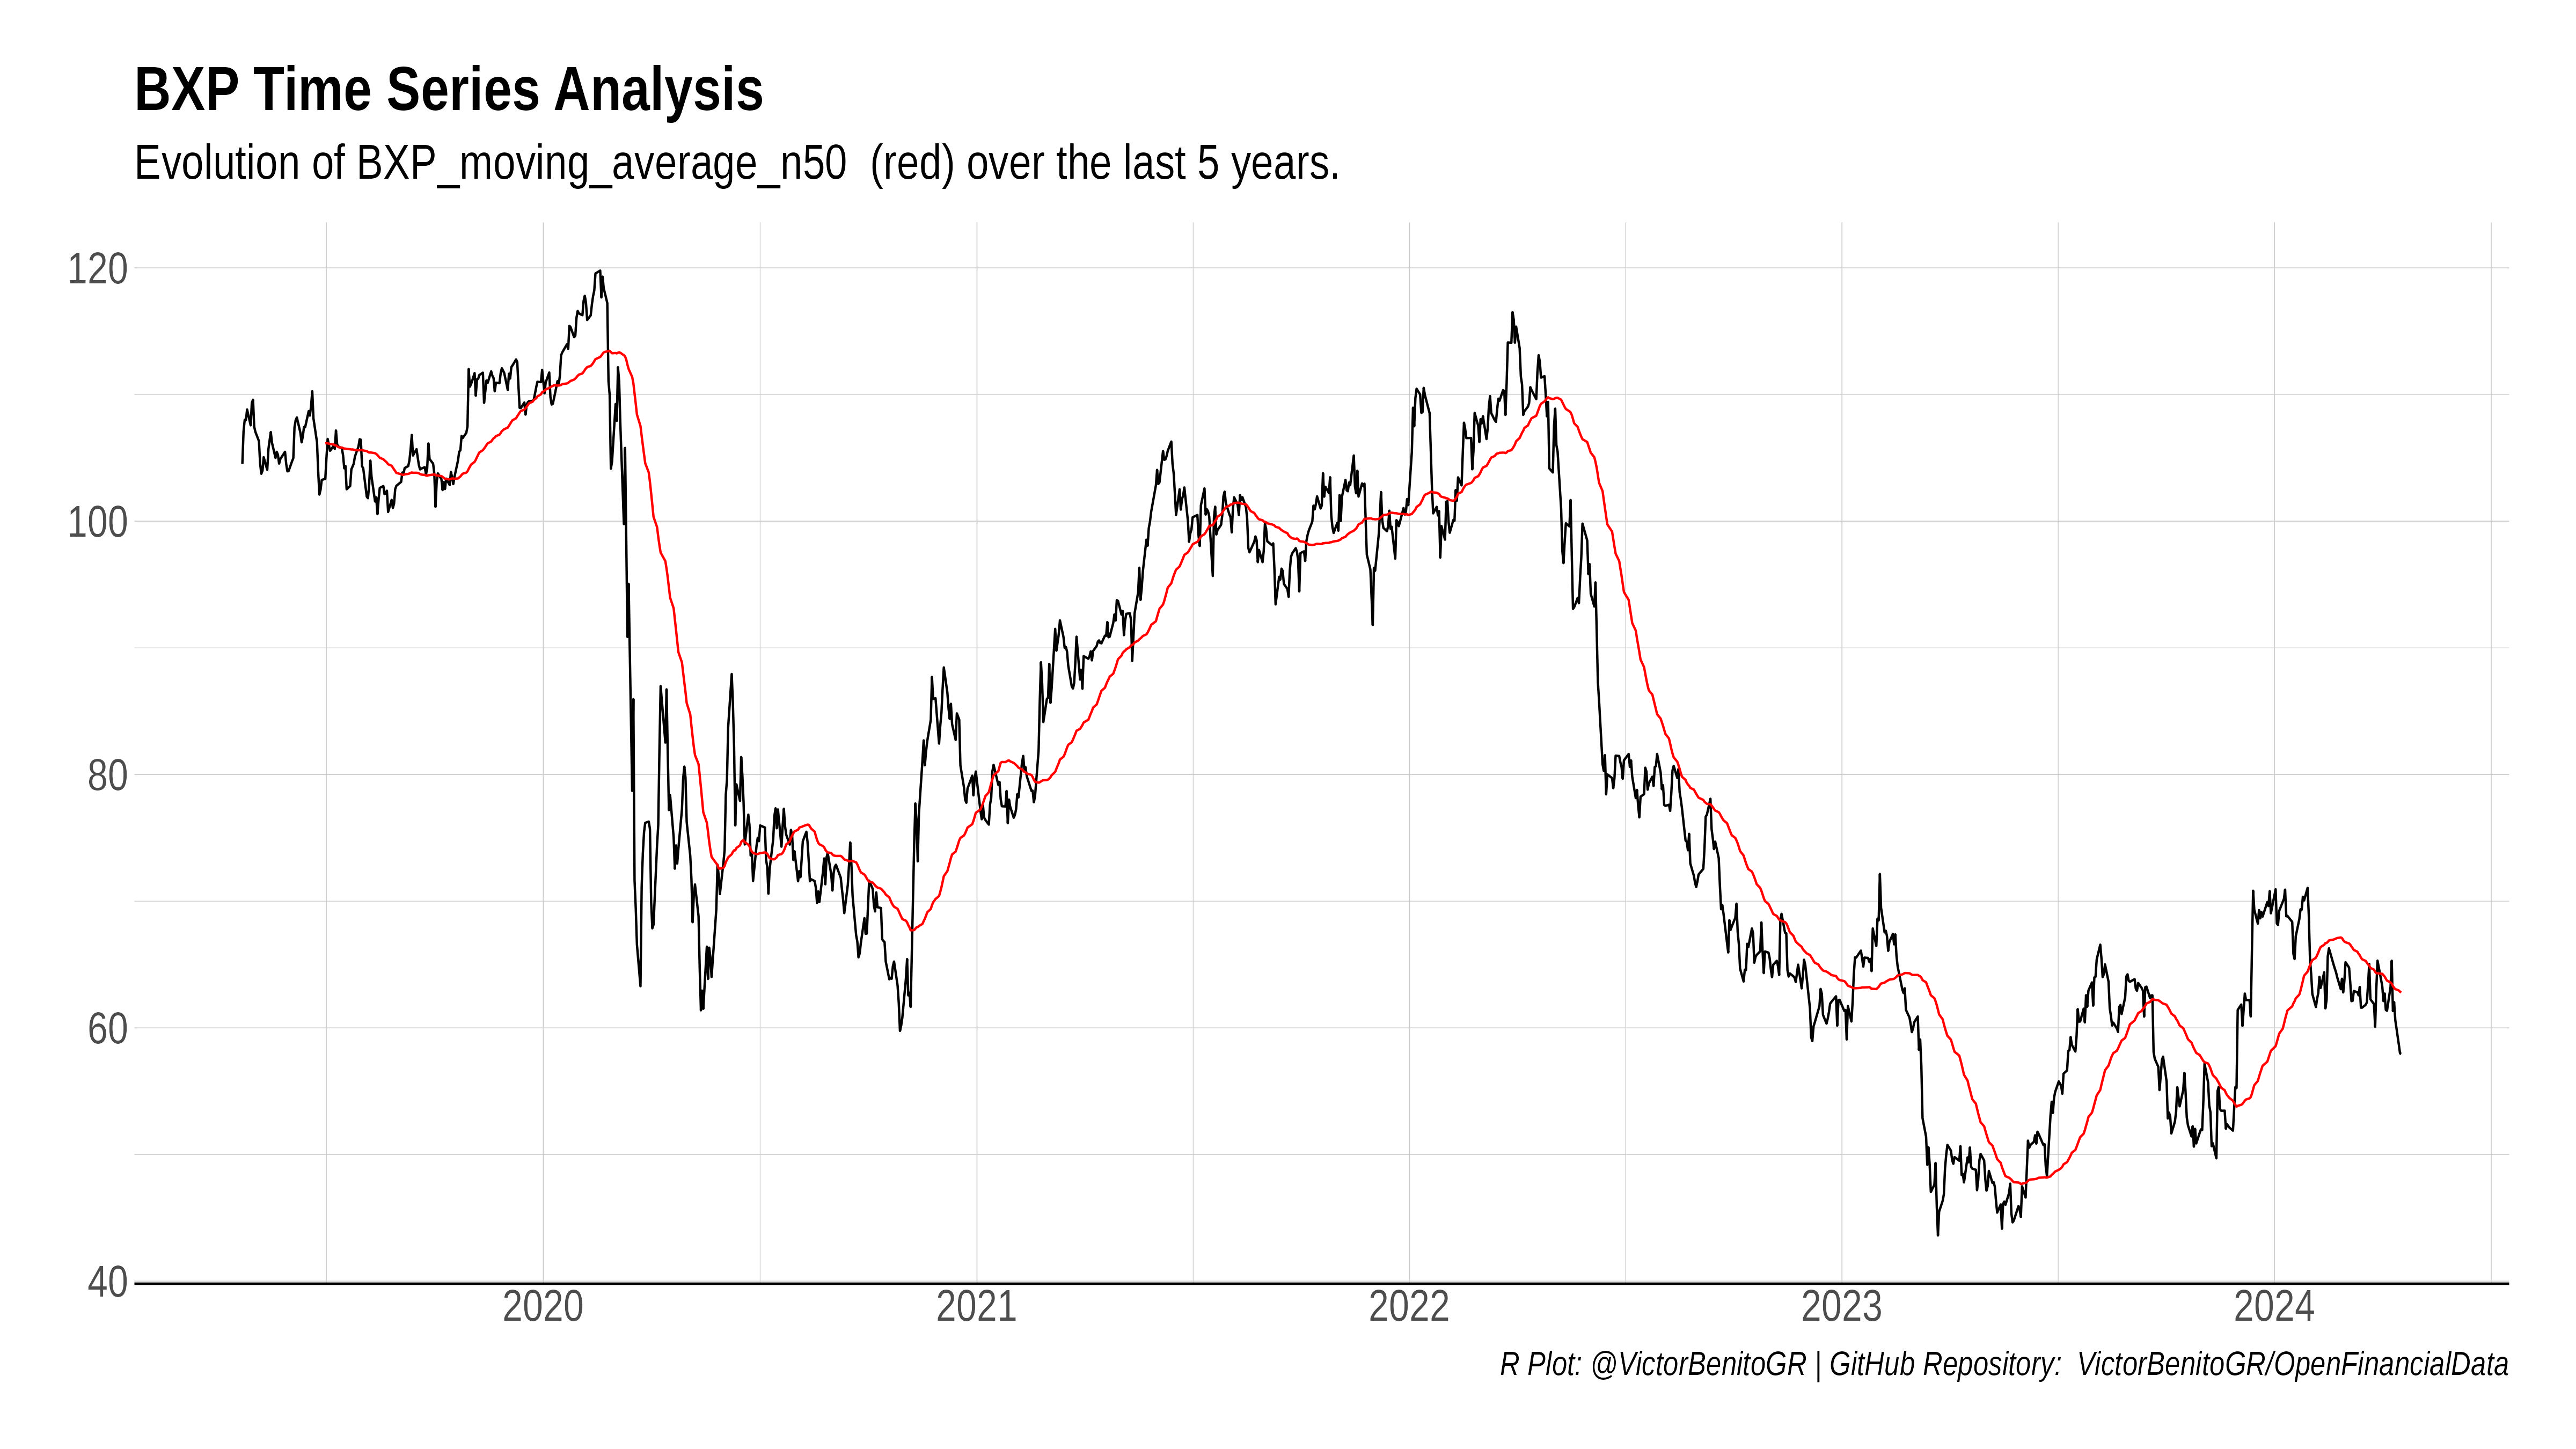 BXP Time Series Analysis
Evolution of BXP_moving_average_n50  (red) over the last 5 years.
120
100
80
60
40
2020 2021 2022 2023 2024
R Plot: @VictorBenitoGR | GitHub Repository:  VictorBenitoGR/OpenFinancialData